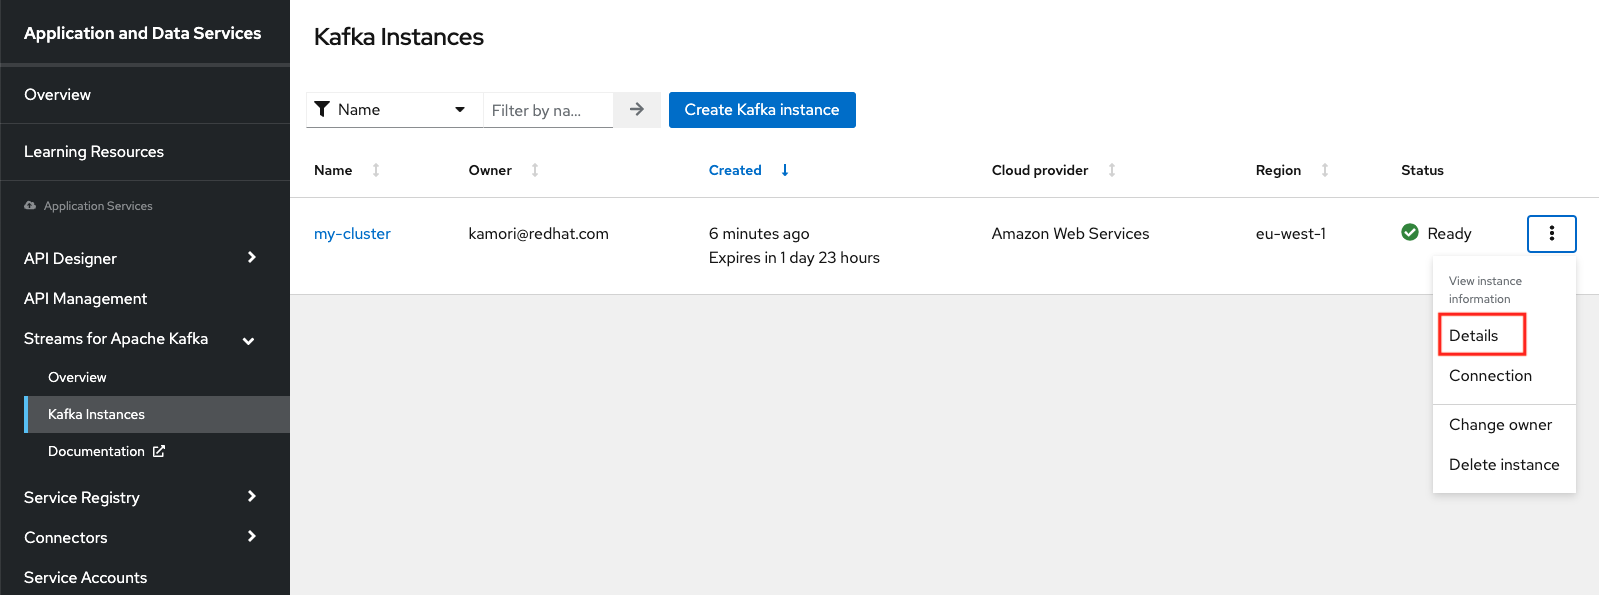 Application and Data Services
Overview
Learning Resources
Application Services
API Designer
API Management
Streams for Apache Kafka
Overview
Kafka Instances
Documentation
Service Registry
Connectors
Service Accounts
Kafka Instances
Name
Filter by na...
Create Kafka instance
Name Owner Created Cloud provider Region Status
my-cluster kamori@redhat.com 6 minutes ago Amazon Web Services eu-west-1 Ready
Expires in 1 day 23 hours
View instance
information
Details
Connection
Change owner
Delete instance